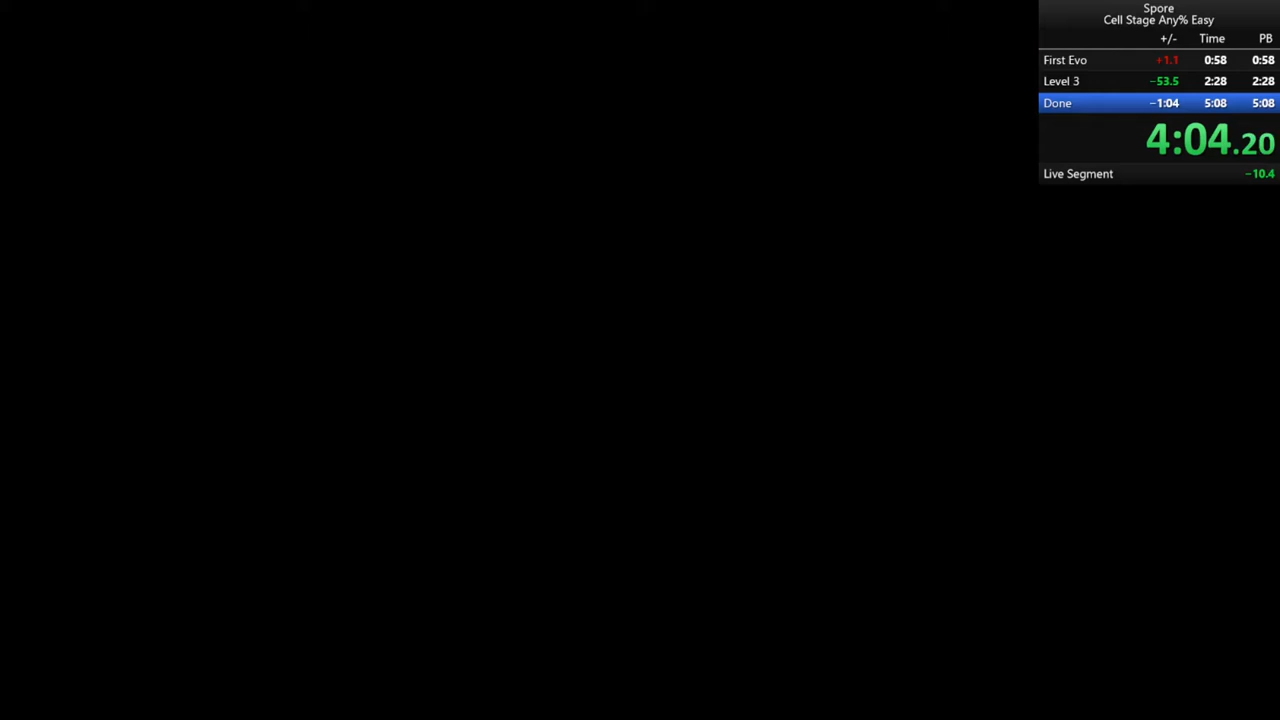 Spore
Cell Stage Any% Easy
+/- Time PB
First Evo +1.1 0:58 0:58
Level 3 −53.5 2:28 2:28
Done −1:04 5:08 5:08
4:04.20
Live Segment −10.4